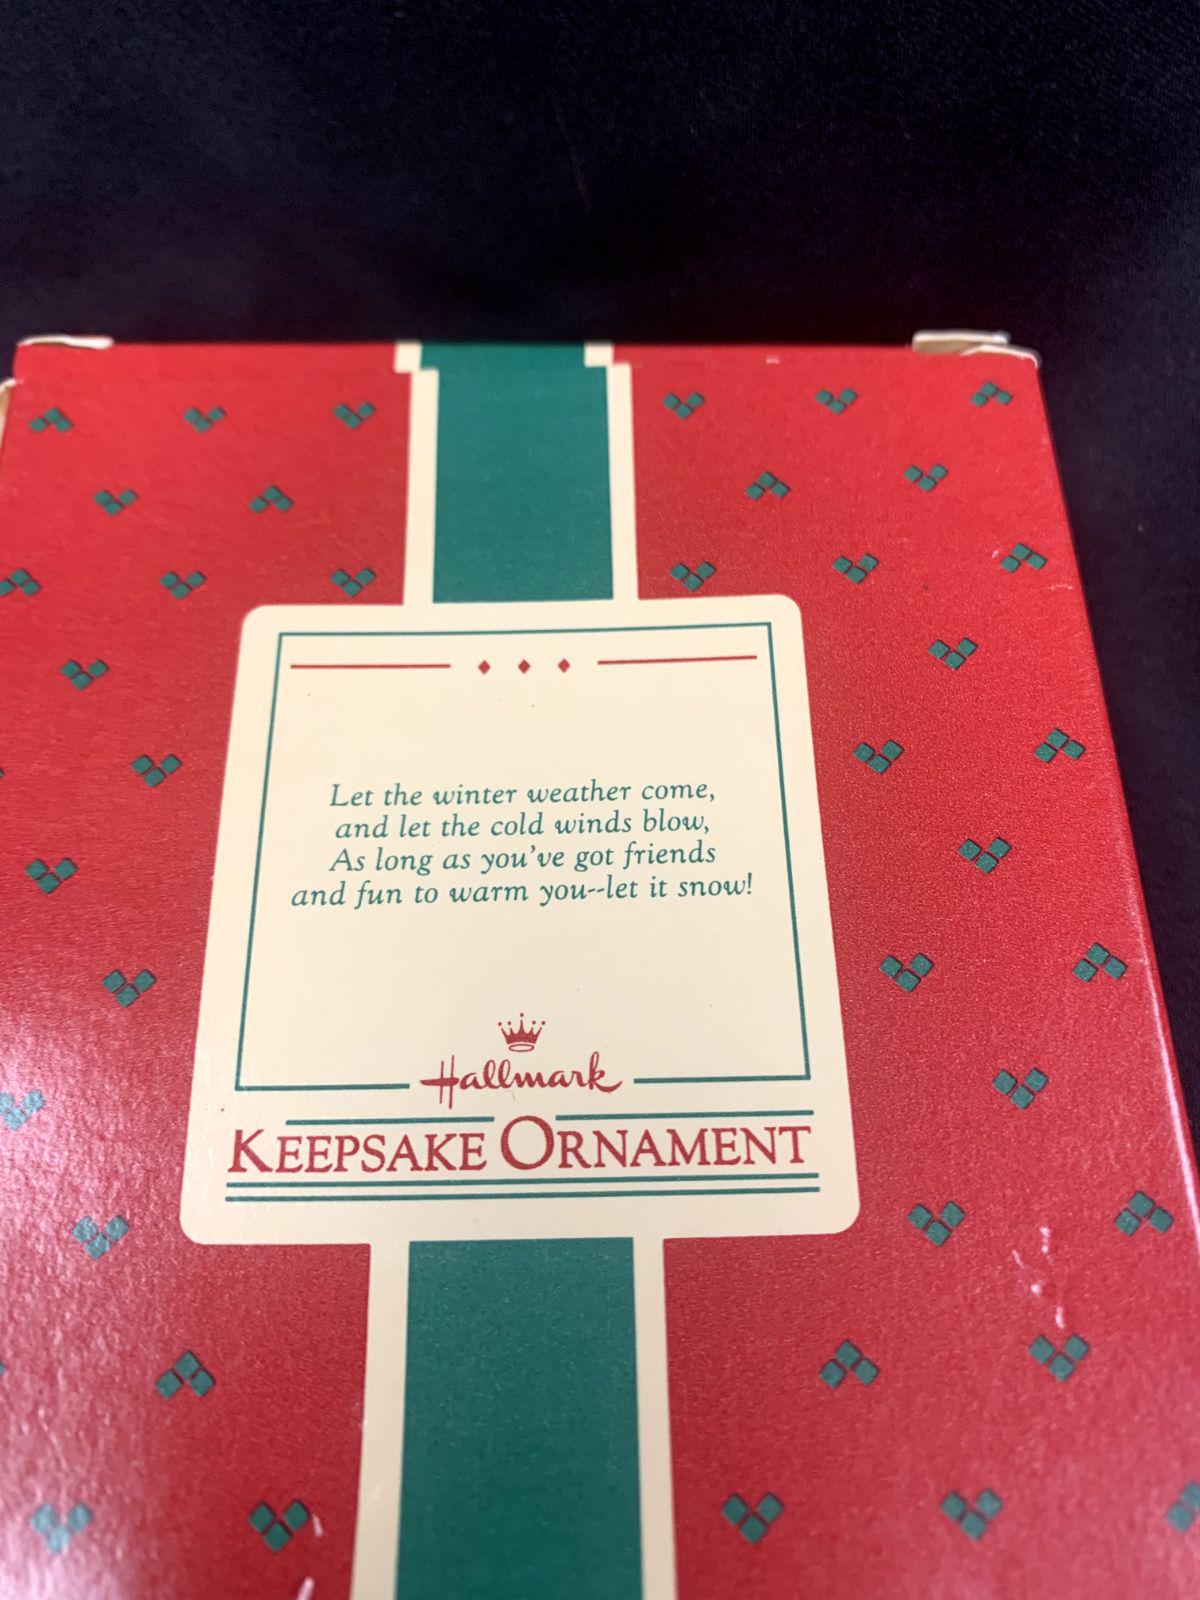 Let the winter weather come,
and let the cold winds blow,
As long as you've got friends
and fun to warm you--let it snow!
Hallmark
KEEPSAKE ORNAMENT